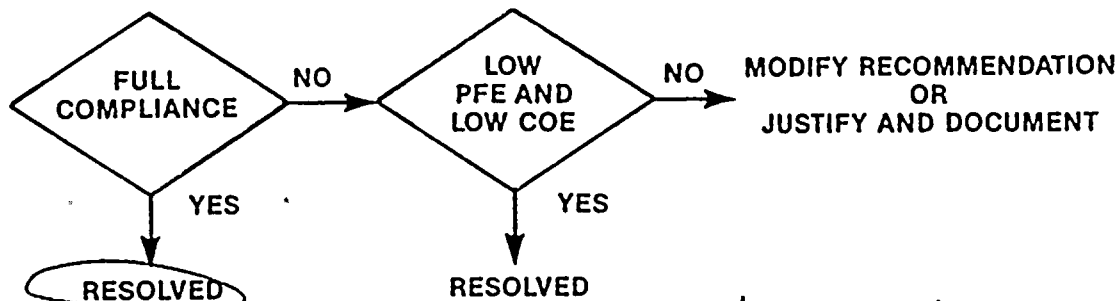 FULL
COMPLIANCE
NO
LOW
PFE AND
LOW COE
NO
MODIFY RECOMMENDATION
OR
JUSTIFY AND DOCUMENT
YES
YES
RESOLVED
RESOLVED